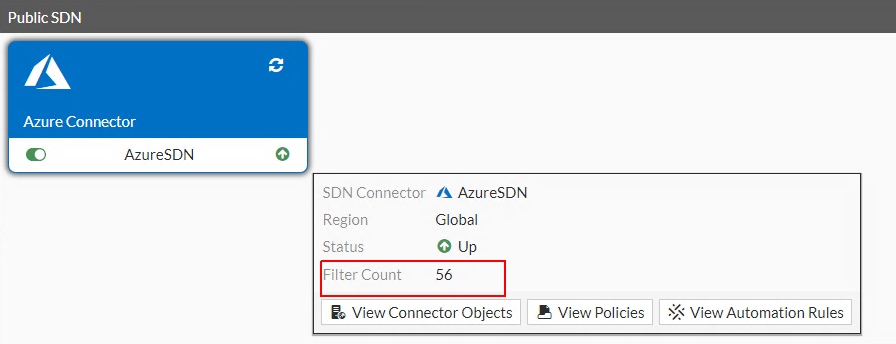 Public SDN
Azure Connector
AzureSDN
SDN Connector AzureSDN
Region Global
Status Up
Filter Count 56
View Connector Objects View Policies View Automation Rules